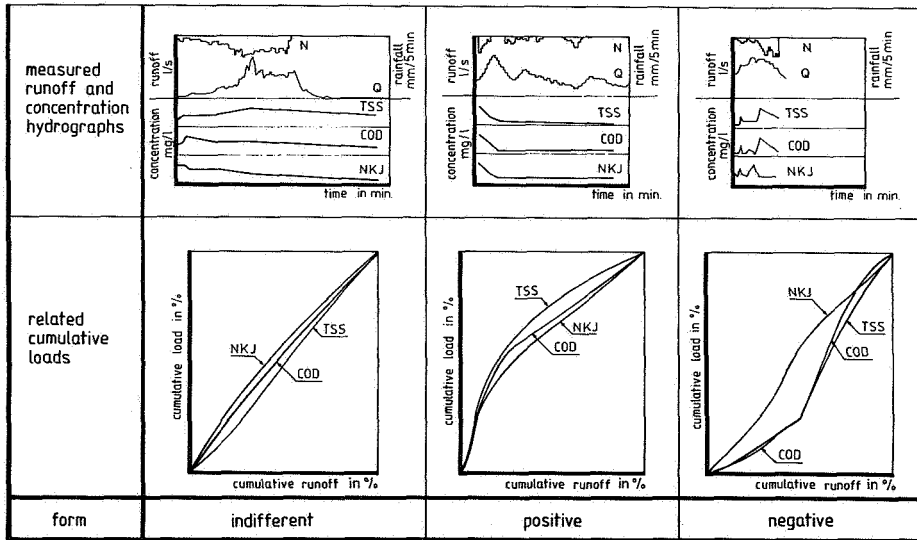 measured
runoff and
concentration
hydrographs
runoff
l/s
concentration
mg/l
N
Q
TSS
COD
NKJ
rainfall
mm/5min
time in min.
runoff
l/s
concentration
mg/l
N
Q
TSS
COD
NKJ
rainfall
mm/5min
time in min.
runoff
l/s
concentration
mg/l
N
Q
TSS
COD
NKJ
rainfall
mm/5min
time in min.
related
cumulative
loads
cumulative load in %
NKJ
TSS
COD
cumulative runoff in %
cumulative load in %
TSS
NKJ
COD
cumulative runoff in %
cumulative load in %
NKJ
TSS
COD
COD
cumulative runoff in %
form
indifferent
positive
negative